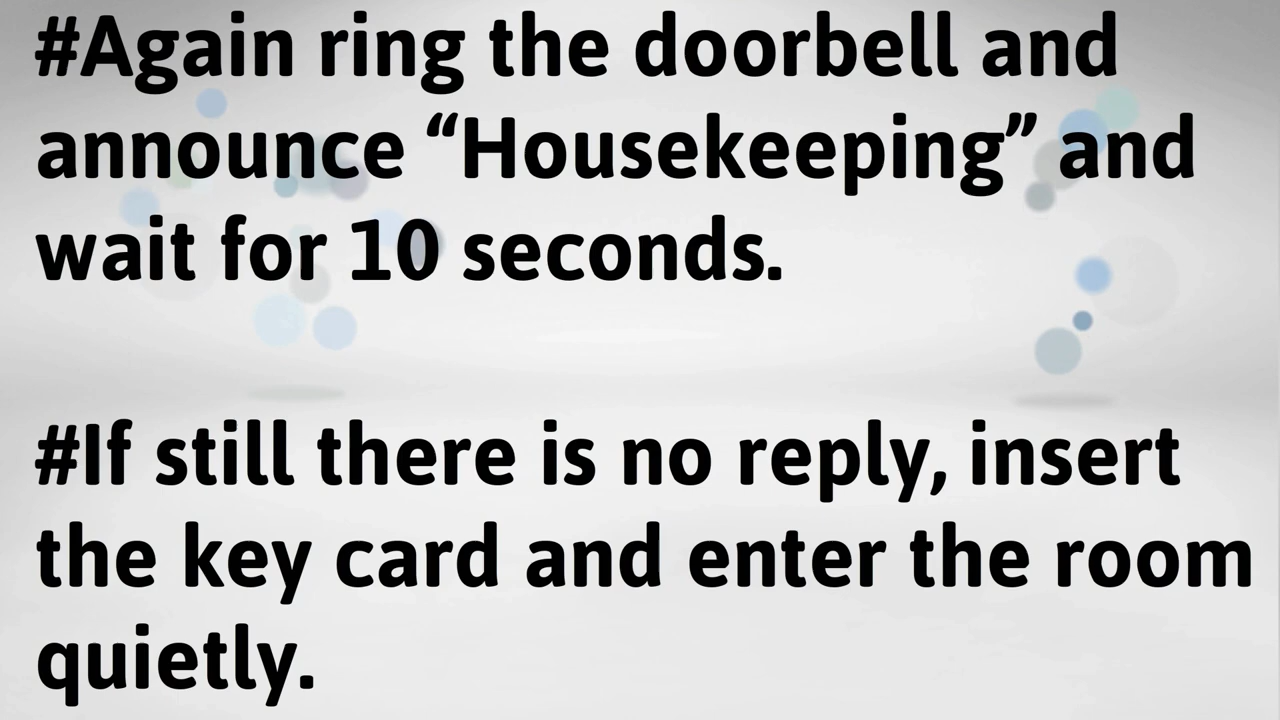 #Again ring the doorbell and
announce “Housekeeping” and
wait for 10 seconds.
#If still there is no reply, insert
the key card and enter the room
quietly.